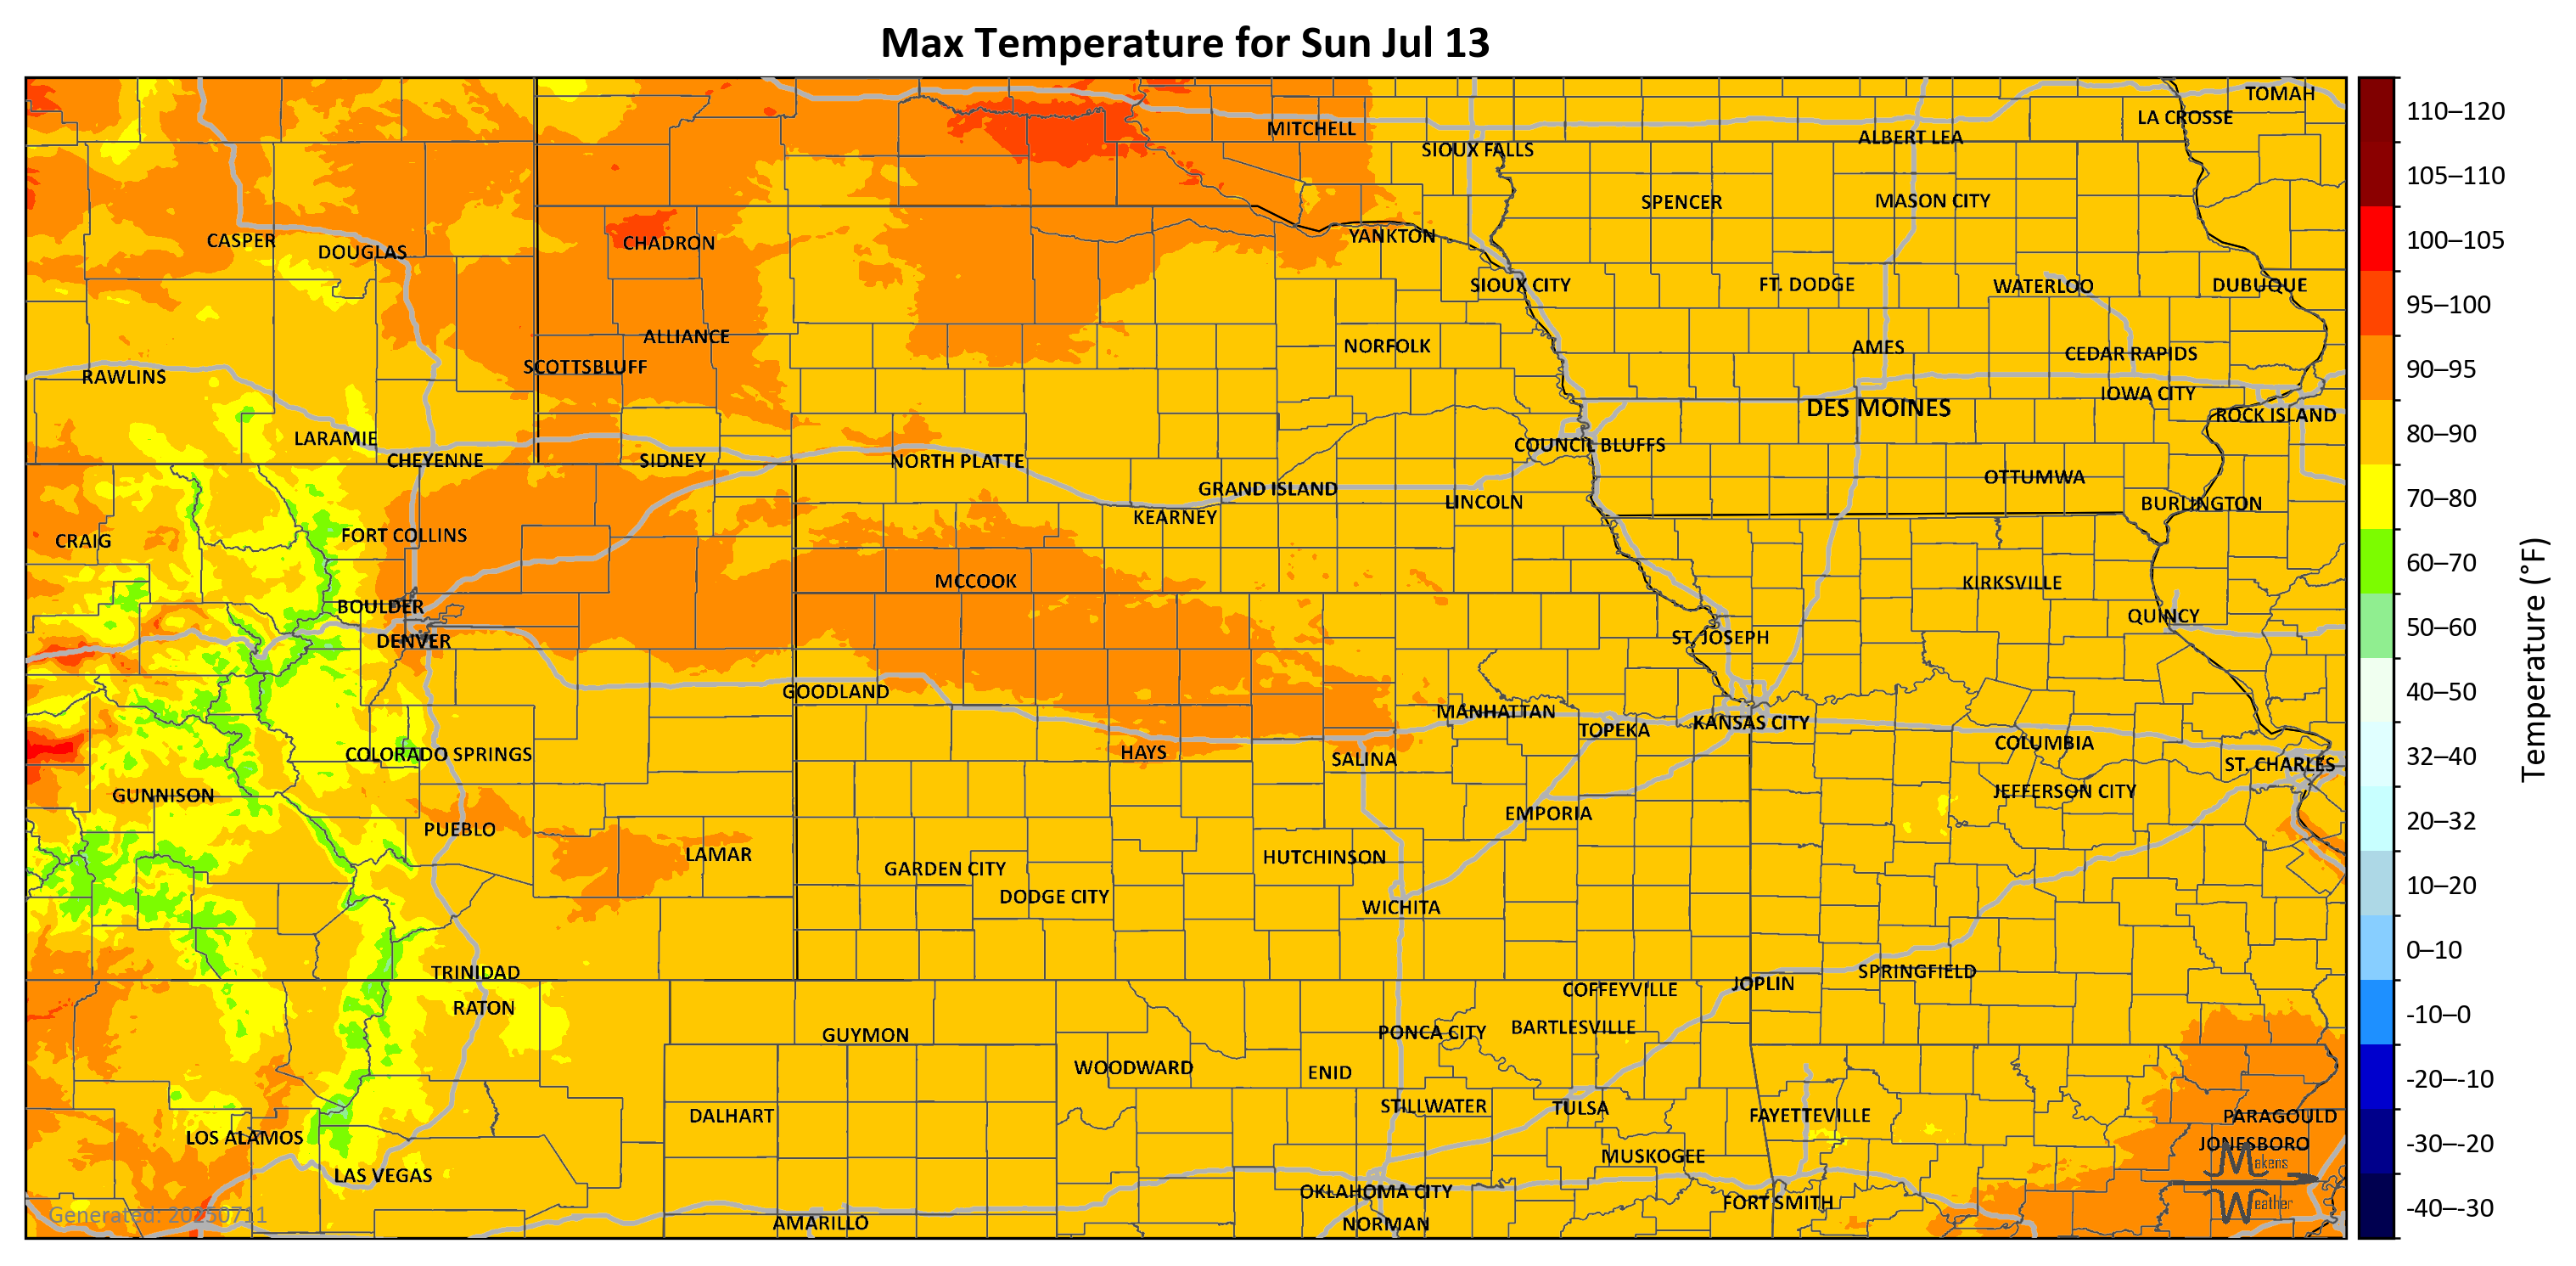 Max Temperature for Sun Jul 13
TOMAH
LA CROSSE
MITCHELL
ALBERT LEA
SIOUX FALLS
SPENCER
MASON CITY
CASPER
DOUGLAS
CHADRON
YANKTON
SIOUX CITY
FT. DODGE
WATERLOO
DUBUQUE
ALLIANCE
NORFOLK
AMES
CEDAR RAPIDS
SCOTTSBLUFF
RAWLINS
IOWA CITY
DES MOINES
ROCK ISLAND
LARAMIE
COUNCIL BLUFFS
CHEYENNE
SIDNEY
NORTH PLATTE
OTTUMWA
GRAND ISLAND
LINCOLN
BURLINGTON
KEARNEY
FORT COLLINS
CRAIG
MCCOOK
KIRKSVILLE
BOULDER
QUINCY
DENVER
ST. JOSEPH
GOODLAND
MANHATTAN
TOPEKA
KANSAS CITY
COLUMBIA
COLORADO SPRINGS
HAYS
SALINA
ST. CHARLES
GUNNISON
JEFFERSON CITY
EMPORIA
PUEBLO
LAMAR
HUTCHINSON
GARDEN CITY
DODGE CITY
WICHITA
TRINIDAD
SPRINGFIELD
JOPLIN
COFFEYVILLE
RATON
GUYMON
PONCA CITY
BARTLESVILLE
WOODWARD
ENID
STILLWATER
TULSA
DALHART
FAYETTEVILLE
PARAGOULD
LOS ALAMOS
JONESBORO
MUSKOGEE
LAS VEGAS
OKLAHOMA CITY
FORT SMITH
AMARILLO
NORMAN
Generated: 20250711
Makens
Weather
110–120
105–110
100–105
95–100
90–95
80–90
70–80
60–70
50–60
40–50
32–40
20–32
10–20
0–10
-10–0
-20–-10
-30–-20
-40–-30
Temperature (°F)